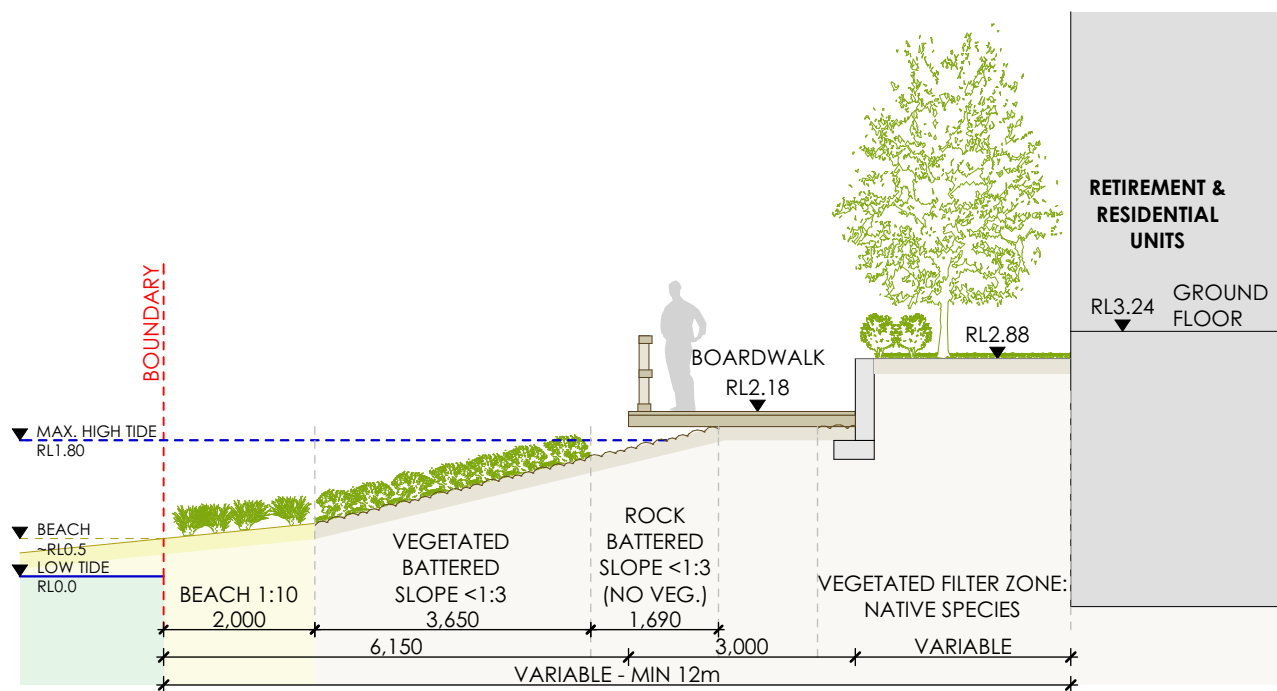 RETIREMENT &
RESIDENTIAL
UNITS
BOUNDARY
RL3.24
GROUND
FLOOR
RL2.88
BOARDWALK
RL2.18
MAX. HIGH TIDE
RL1.80
BEACH
~RL0.5
LOW TIDE
RL0.0
BEACH 1:10
2,000
VEGETATED
BATTERED
SLOPE <1:3
3,650
ROCK
BATTERED
SLOPE <1:3
(NO VEG.)
1,690
VEGETATED FILTER ZONE:
NATIVE SPECIES
6,150
3,000
VARIABLE
VARIABLE - MIN 12m